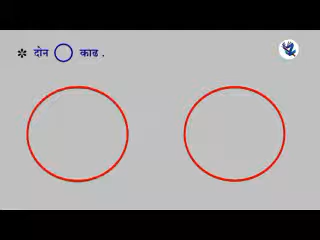 ✲ दोन ◯ काढ .